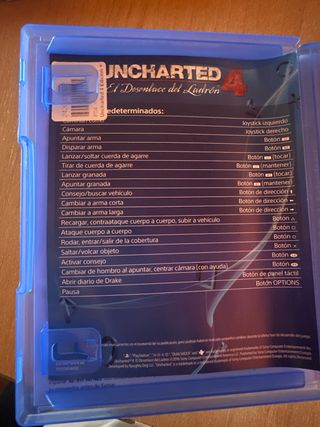 UNCHARTED 4
El Desenlace del Ladrón
edeterminados:
Joystick izquierdo
Cámara Joystick derecho
Apuntar arma Botón
Disparar arma Botón
Lanzar/soltar cuerda de agarre Botón (tocar)
Tirar de cuerda de agarre Botón (mantener)
Lanzar granada Botón (tocar)
Apuntar granada Botón (mantener)
Consejo/buscar vehículo Botón de dirección
Cambiar a arma corta Botón de dirección
Cambiar a arma larga Botón de dirección
Recargar, contraataque cuerpo a cuerpo, subir a vehículo Botón △
Ataque cuerpo a cuerpo Botón □
Rodar, entrar/salir de la cobertura Botón ○
Saltar/volcar objeto Botón ✕
Activar consejo Botón
Cambiar de hombro al apuntar, centrar cámara (con ayuda) Botón
Abrir diario de Drake Botón de panel táctil
Pausa Botón OPTIONS